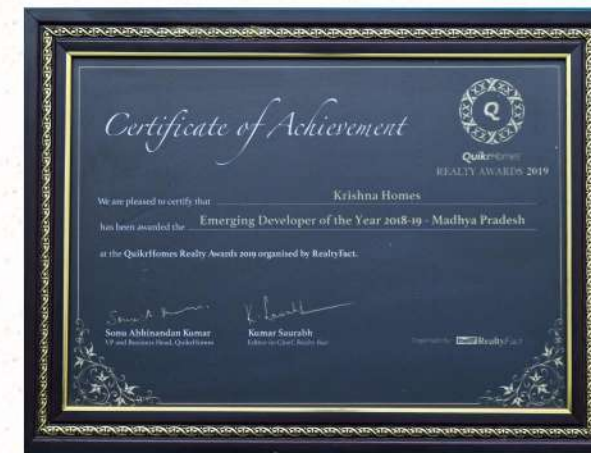 Certificate of Achievement
Q
QuikrHomes
REALTY AWARDS 2019
We are pleased to certify that Krishna Homes
has been awarded the Emerging Developer of the Year 2018-19 - Madhya Pradesh
at the QuikrHomes Realty Awards 2019 organised by RealtyFact.
Sonu Abhinandan Kumar
VP and Business Head, QuikrHomes
Kumar Saurabh
Editor-in-Chief, Realty Fact
RealtyFact